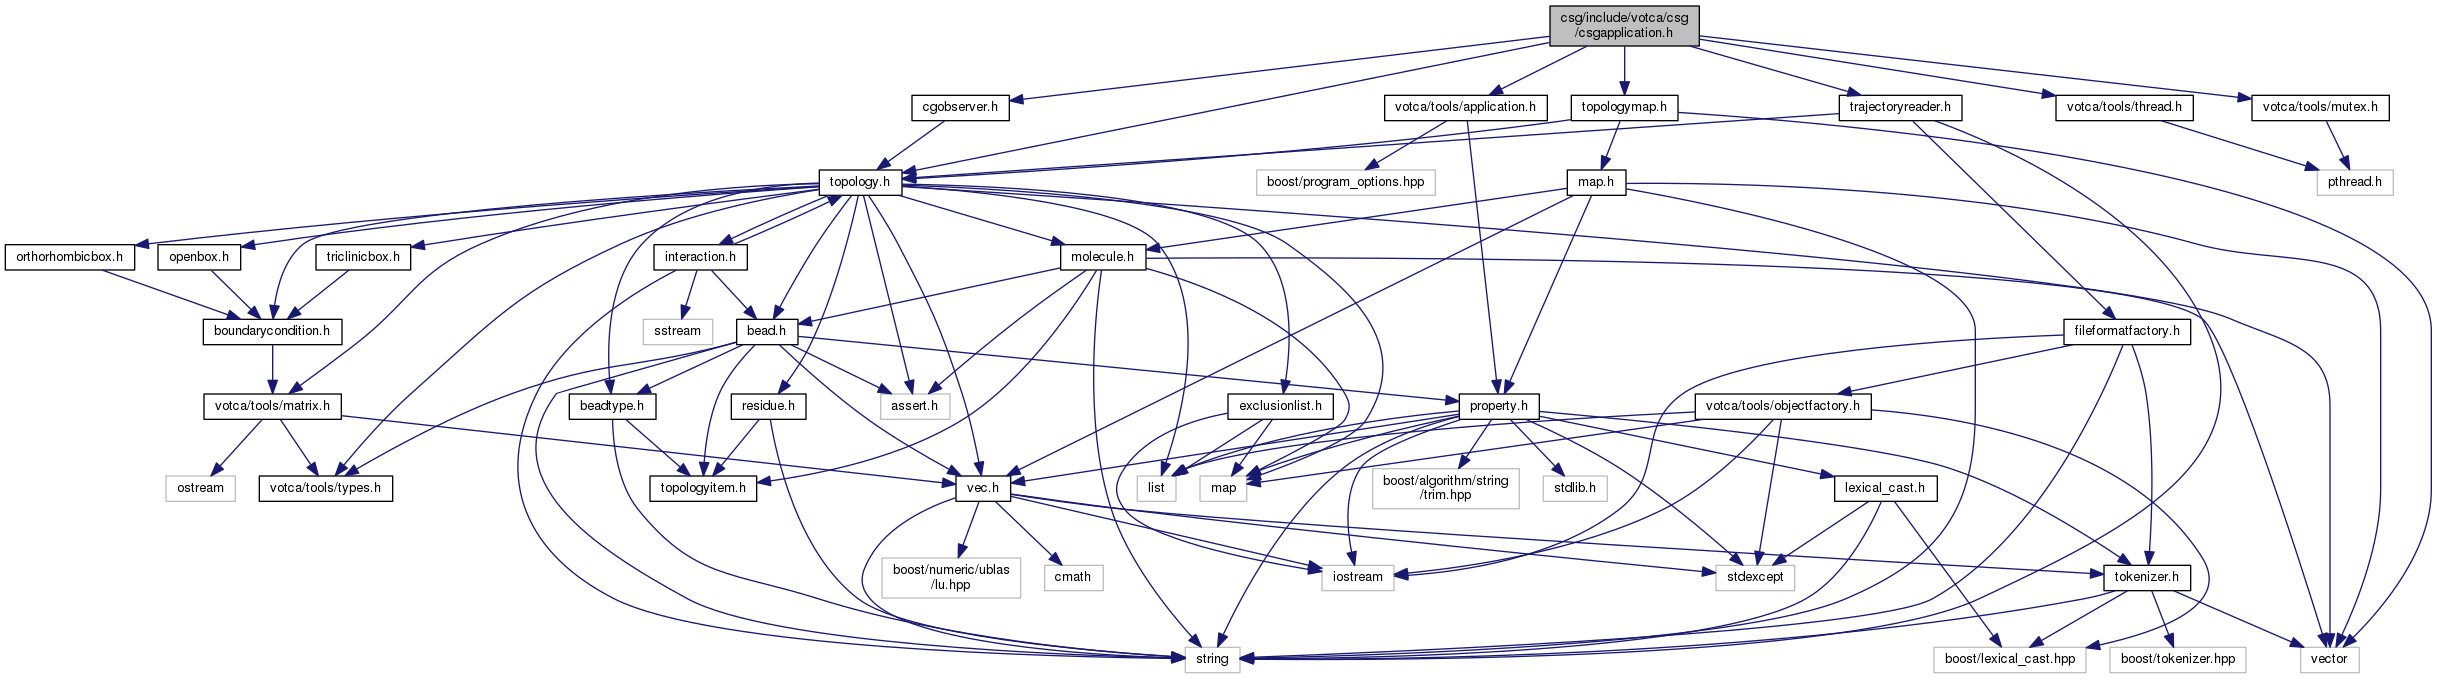 csg/include/votca/csg
/csgapplication.h
cgobserver.h
votca/tools/application.h
topologymap.h
trajectoryreader.h
votca/tools/thread.h
votca/tools/mutex.h
topology.h
boost/program_options.hpp
map.h
pthread.h
orthorhombicbox.h
openbox.h
triclinicbox.h
interaction.h
molecule.h
boundarycondition.h
sstream
bead.h
fileformatfactory.h
votca/tools/matrix.h
beadtype.h
residue.h
assert.h
exclusionlist.h
property.h
votca/tools/objectfactory.h
ostream
votca/tools/types.h
topologyitem.h
vec.h
list
map
boost/algorithm/string
/trim.hpp
stdlib.h
lexical_cast.h
boost/numeric/ublas
/lu.hpp
cmath
iostream
stdexcept
tokenizer.h
string
boost/lexical_cast.hpp
boost/tokenizer.hpp
vector